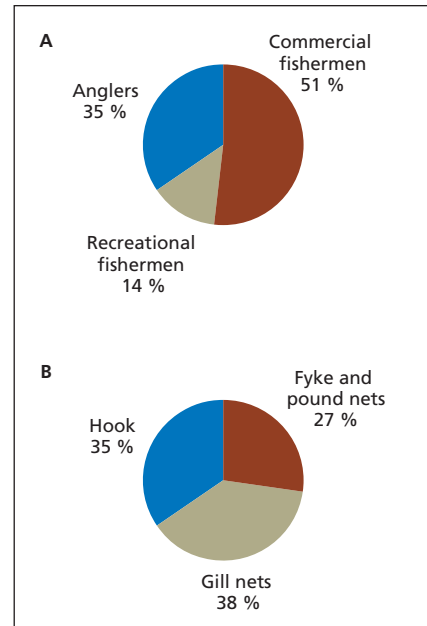 A
Commercial
fishermen
51 %
Anglers
35 %
Recreational
fishermen
14 %
B
Fyke and
pound nets
27 %
Hook
35 %
Gill nets
38 %